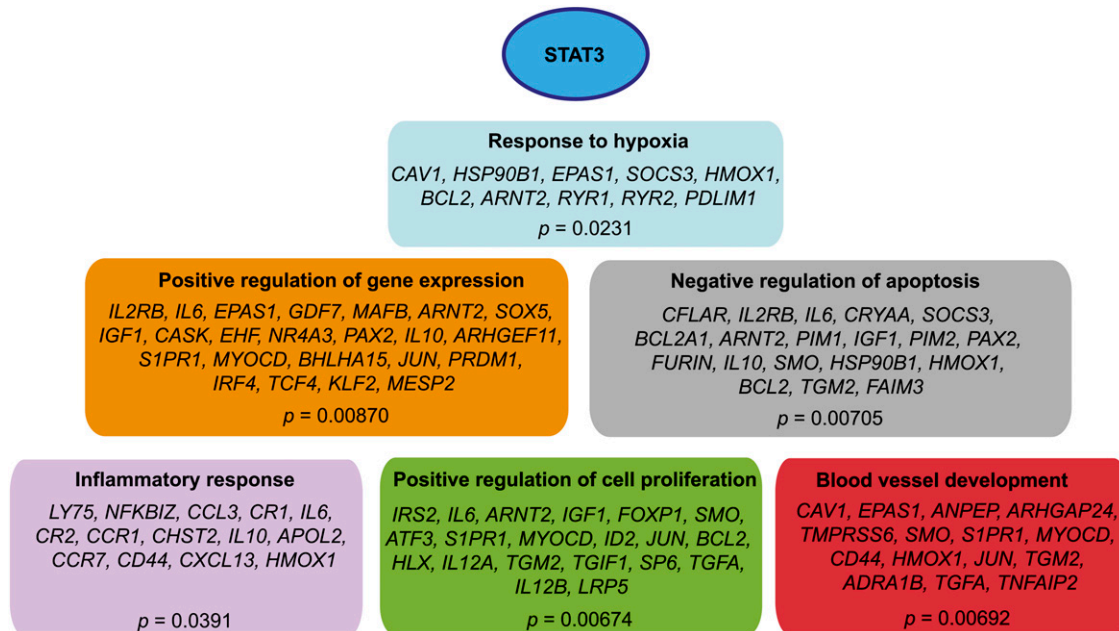 STAT3
Response to hypoxia
CAV1, HSP90B1, EPAS1, SOCS3, HMOX1,
BCL2, ARNT2, RYR1, RYR2, PDLIM1
p = 0.0231
Positive regulation of gene expression
IL2RB, IL6, EPAS1, GDF7, MAFB, ARNT2, SOX5,
IGF1, CASK, EHF, NR4A3, PAX2, IL10, ARHGEF11,
S1PR1, MYOCD, BHLHA15, JUN, PRDM1,
IRF4, TCF4, KLF2, MESP2
p = 0.00870
Negative regulation of apoptosis
CFLAR, IL2RB, IL6, CRYAA, SOCS3,
BCL2A1, ARNT2, PIM1, IGF1, PIM2, PAX2,
FURIN, IL10, SMO, HSP90B1, HMOX1,
BCL2, TGM2, FAIM3
p = 0.00705
Inflammatory response
LY75, NFKBIZ, CCL3, CR1, IL6,
CR2, CCR1, CHST2, IL10, APOL2,
CCR7, CD44, CXCL13, HMOX1
p = 0.0391
Positive regulation of cell proliferation
IRS2, IL6, ARNT2, IGF1, FOXP1, SMO,
ATF3, S1PR1, MYOCD, ID2, JUN, BCL2,
HLX, IL12A, TGM2, TGIF1, SP6, TGFA,
IL12B, LRP5
p = 0.00674
Blood vessel development
CAV1, EPAS1, ANPEP, ARHGAP24,
TMPRSS6, SMO, S1PR1, MYOCD,
CD44, HMOX1, JUN, TGM2,
ADRA1B, TGFA, TNFAIP2
p = 0.00692